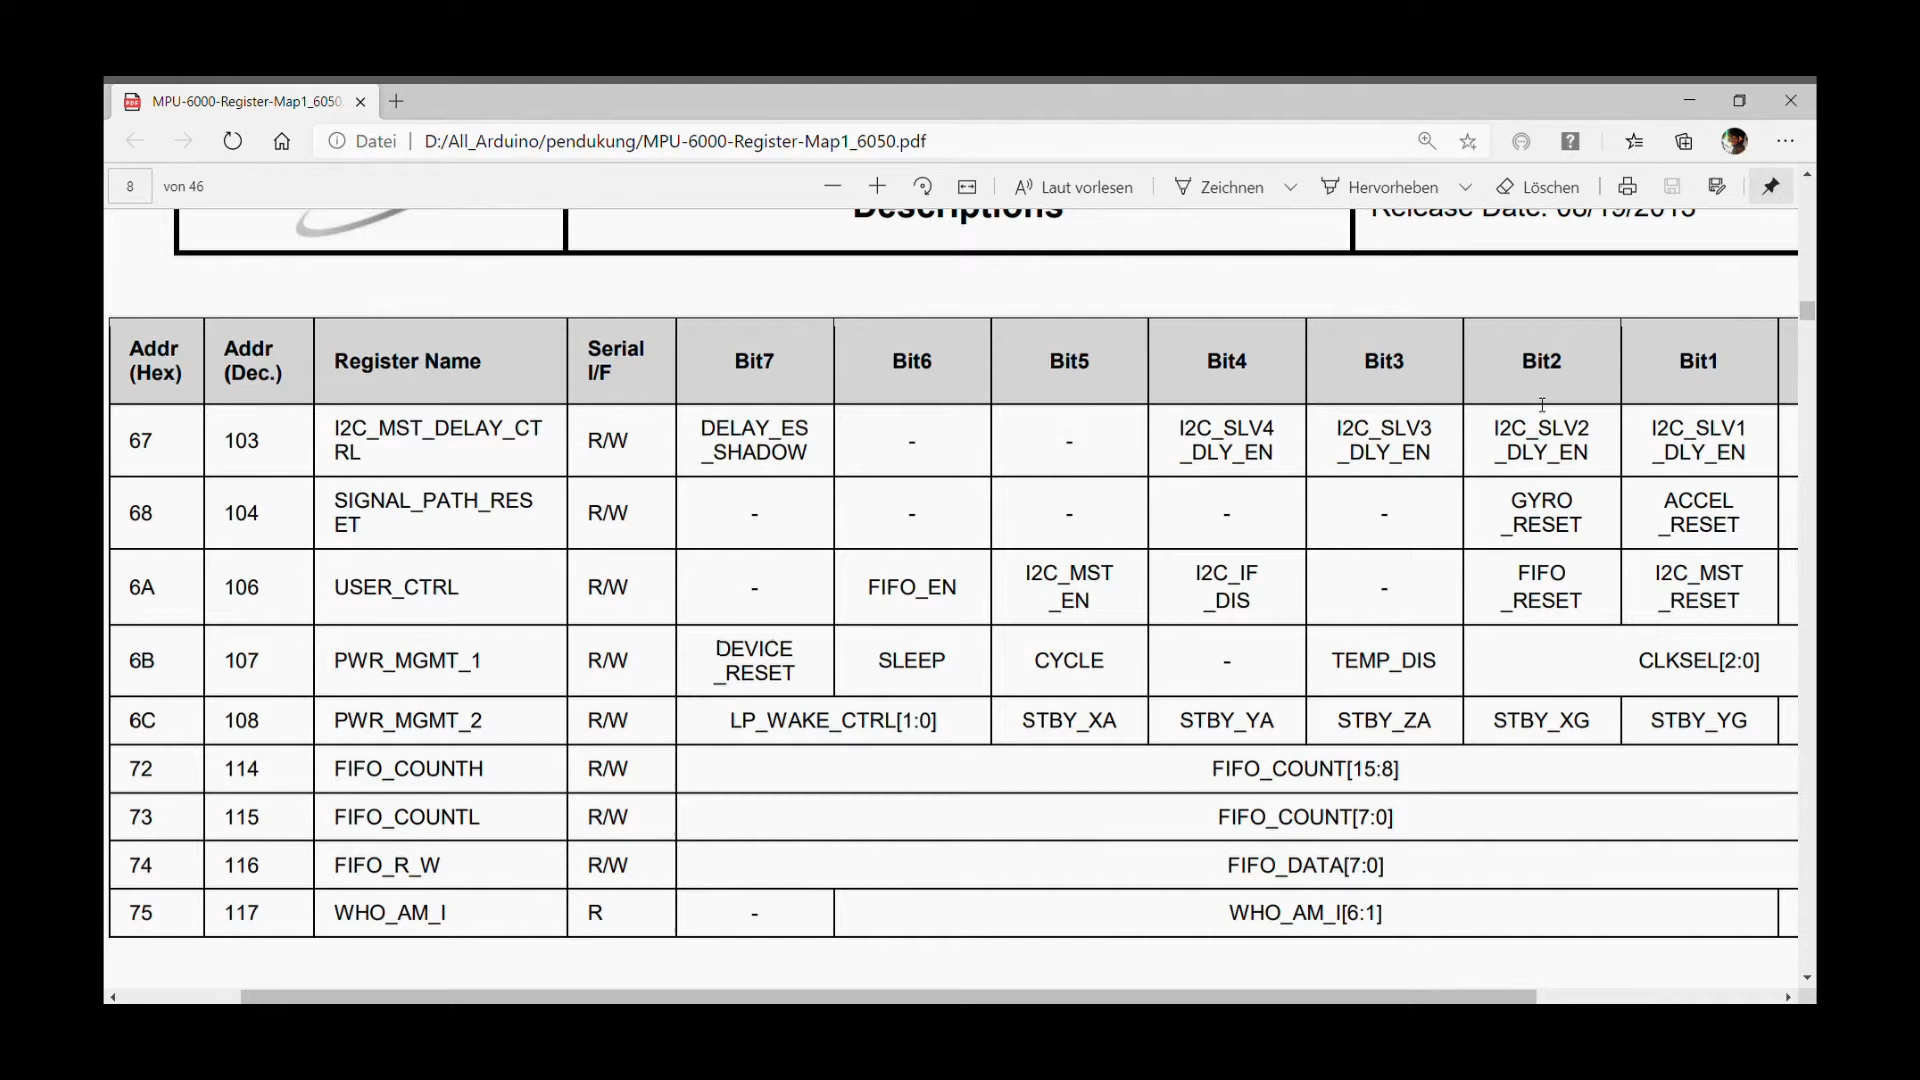 MPU-6000-Register-Map1_6050.
Datei D:/All_Arduino/pendukung/MPU-6000-Register-Map1_6050.pdf
8 von 46 Laut vorlesen Zeichnen Hervorheben Löschen
Descriptions Release Date: 08/19/2013
Addr (Hex) Addr (Dec.) Register Name Serial I/F Bit7 Bit6 Bit5 Bit4 Bit3 Bit2 Bit1
67 103 I2C_MST_DELAY_CTRL R/W DELAY_ES_SHADOW - - I2C_SLV4_DLY_EN I2C_SLV3_DLY_EN I2C_SLV2_DLY_EN I2C_SLV1_DLY_EN
68 104 SIGNAL_PATH_RESET R/W - - - - - GYRO_RESET ACCEL_RESET
6A 106 USER_CTRL R/W - FIFO_EN I2C_MST_EN I2C_IF_DIS - FIFO_RESET I2C_MST_RESET
6B 107 PWR_MGMT_1 R/W DEVICE_RESET SLEEP CYCLE - TEMP_DIS CLKSEL[2:0]
6C 108 PWR_MGMT_2 R/W LP_WAKE_CTRL[1:0] STBY_XA STBY_YA STBY_ZA STBY_XG STBY_YG
72 114 FIFO_COUNTH R/W FIFO_COUNT[15:8]
73 115 FIFO_COUNTL R/W FIFO_COUNT[7:0]
74 116 FIFO_R_W R/W FIFO_DATA[7:0]
75 117 WHO_AM_I R - WHO_AM_I[6:1]